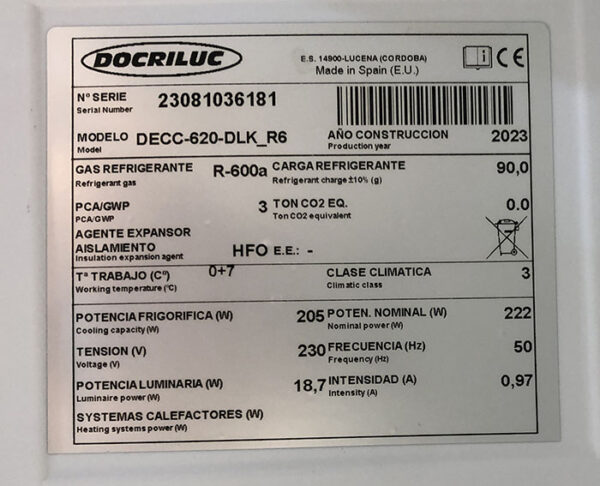 DOCRILUC
E.S. 14900-LUCENA (CORDOBA)
Made in Spain (E.U.)
i CE
Nº SERIE 23081036181
Serial Number
MODELO DECC-620-DLK_R6 AÑO CONSTRUCCION 2023
Model Production year
GAS REFRIGERANTE R-600a CARGA REFRIGERANTE 90,0
Refrigerant gas Refrigerant charge ±10% (g)
PCA/GWP 3 TON CO2 EQ. 0.0
PCA/GWP Ton CO2 equivalent
AGENTE EXPANSOR
AISLAMIENTO HFO E.E.: -
Insulation expansion agent
Tª TRABAJO (Cº) 0+7 CLASE CLIMATICA 3
Working temperature (ºC) Climatic class
POTENCIA FRIGORIFICA (W) 205 POTEN. NOMINAL (W) 222
Cooling capacity (W) Nominal power (W)
TENSION (V) 230 FRECUENCIA (Hz) 50
Voltage (V) Frequency (Hz)
POTENCIA LUMINARIA (W) 18,7 INTENSIDAD (A) 0,97
Luminaire power (W) Intensity (A)
SYSTEMAS CALEFACTORES (W)
Heating systems power (W)